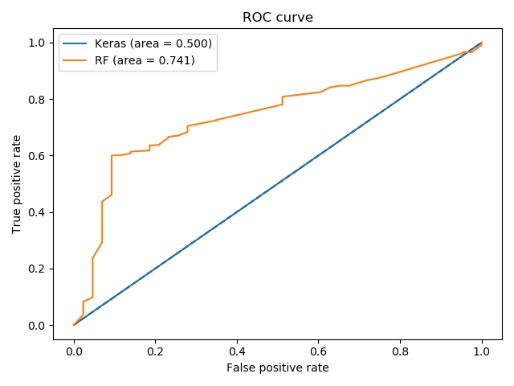 ROC curve
Keras (area = 0.500)
RF (area = 0.741)
True positive rate
1.0
0.8
0.6
0.4
0.2
0.0
0.0 0.2 0.4 0.6 0.8 1.0
False positive rate